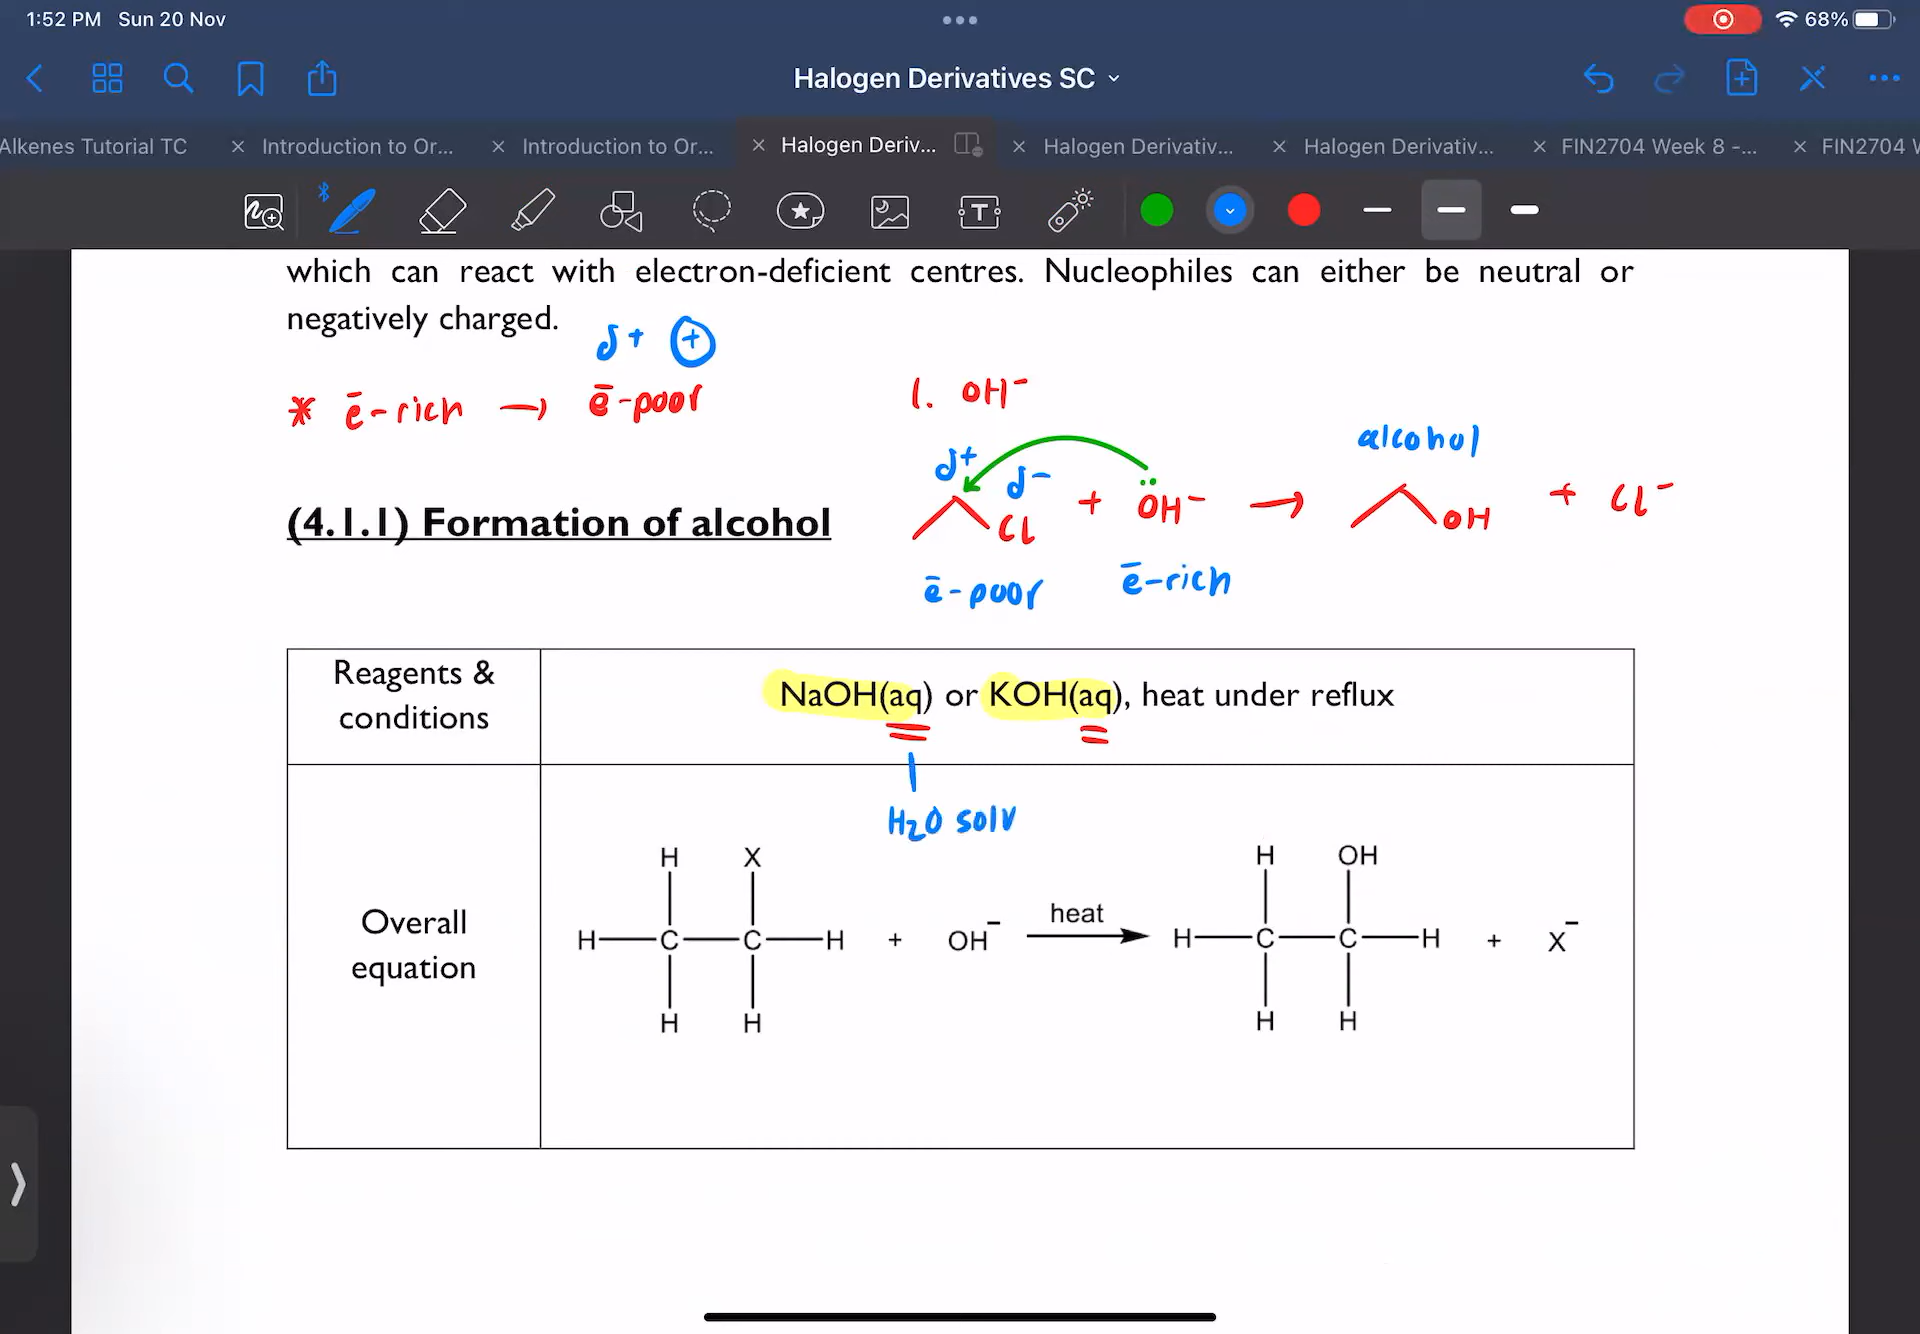 1:52 PM Sun 20 Nov
68%
Halogen Derivatives SC
Alkenes Tutorial TC
Introduction to Or...
Introduction to Or...
Halogen Deriv...
Halogen Derivativ...
Halogen Derivativ...
FIN2704 Week 8 -...
FIN2704
which can react with electron-deficient centres. Nucleophiles can either be neutral or
negatively charged.
δ+ ⊕
* ē-rich → ē-poor
1. OH⁻
alcohol
δ+ δ-
Cl + ÖH⁻ → OH + Cl⁻
(4.1.1) Formation of alcohol
ē-poor ē-rich
Reagents &
conditions
NaOH(aq) or KOH(aq), heat under reflux
H₂O solv
Overall
equation
H X H OH
heat
H C C H + OH⁻ H C C H + X⁻
H H H H